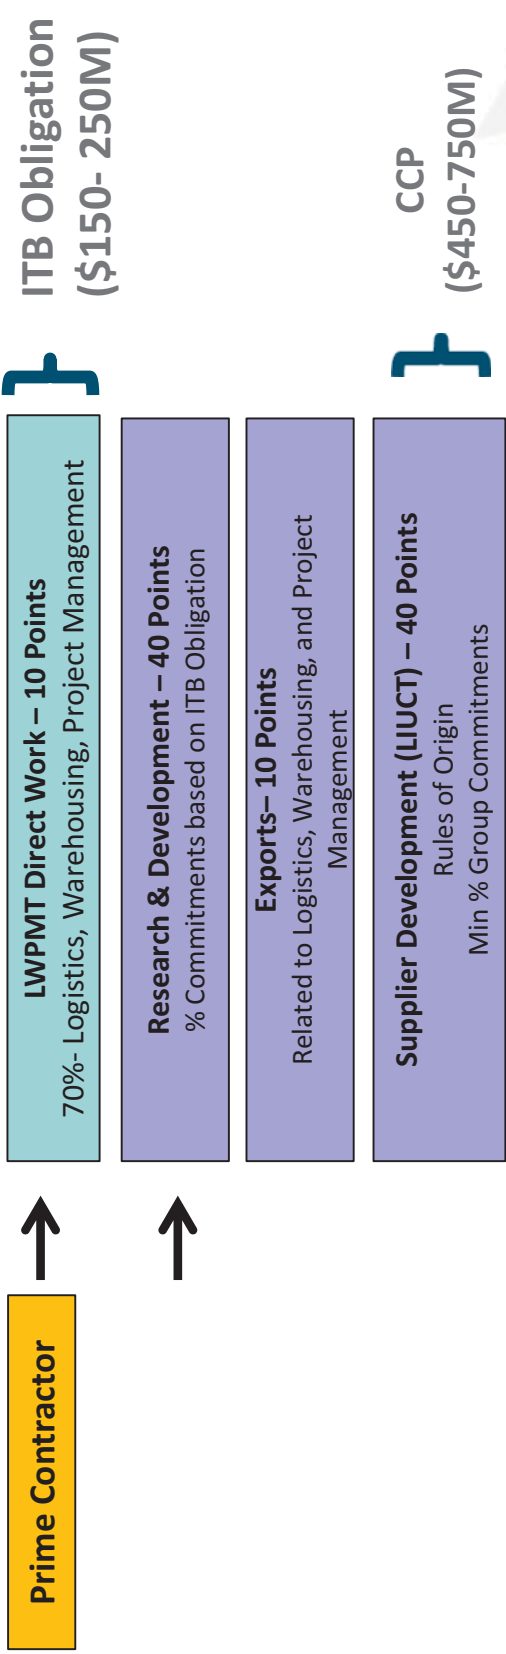 Prime Contractor
LWPMT Direct Work – 10 Points
70%- Logistics, Warehousing, Project Management
ITB Obligation
($150- 250M)
Research & Development – 40 Points
% Commitments based on ITB Obligation
Exports– 10 Points
Related to Logistics, Warehousing, and Project
Management
Supplier Development (LIUCT) – 40 Points
Rules of Origin
Min % Group Commitments
CCP
($450-750M)